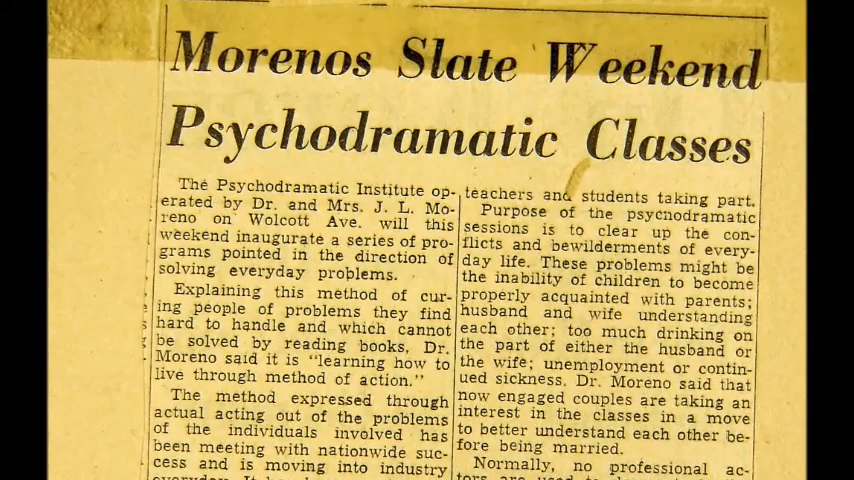 Morenos Slate Weekend
Psychodramatic Classes
The Psychodramatic Institute op-
erated by Dr. and Mrs. J. L. Mo-
reno on Wolcott Ave. will this
weekend inaugurate a series of pro-
grams pointed in the direction of
solving everyday problems.
Explaining this method of cur-
ing people of problems they find
hard to handle and which cannot
be solved by reading books, Dr.
Moreno said it is "learning how to
live through method of action."
The method expressed through
actual acting out of the problems
of the individuals involved has
been meeting with nationwide suc-
cess and is moving into industry
everyday. It
teachers and students taking part.
Purpose of the psychodramatic
sessions is to clear up the con-
flicts and bewilderments of every-
day life. These problems might be
the inability of children to become
properly acquainted with parents;
husband and wife understanding
each other; too much drinking on
the part of either the husband or
the wife; unemployment or contin-
ued sickness. Dr. Moreno said that
now engaged couples are taking an
interest in the classes in a move
to better understand each other be-
fore being married.
Normally, no professional ac-
tors are used